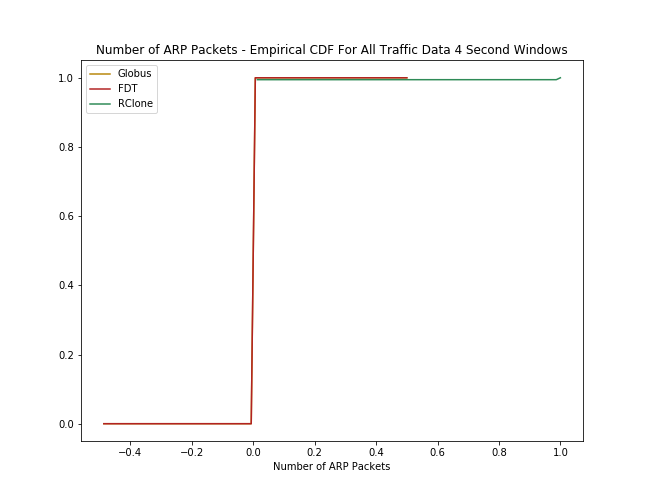 Number of ARP Packets - Empirical CDF For All Traffic Data 4 Second Windows
Globus
FDT
RClone
1.0
0.8
0.6
0.4
0.2
0.0
−0.4 −0.2 0.0 0.2 0.4 0.6 0.8 1.0
Number of ARP Packets